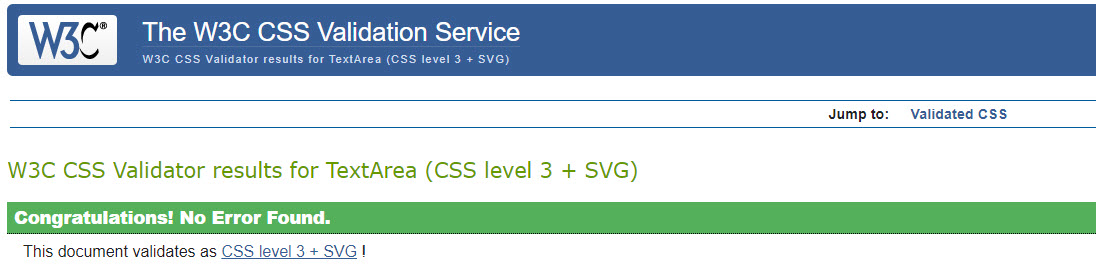 W3C® The W3C CSS Validation Service
W3C CSS Validator results for TextArea (CSS level 3 + SVG)
Jump to: Validated CSS
W3C CSS Validator results for TextArea (CSS level 3 + SVG)
Congratulations! No Error Found.
This document validates as CSS level 3 + SVG !